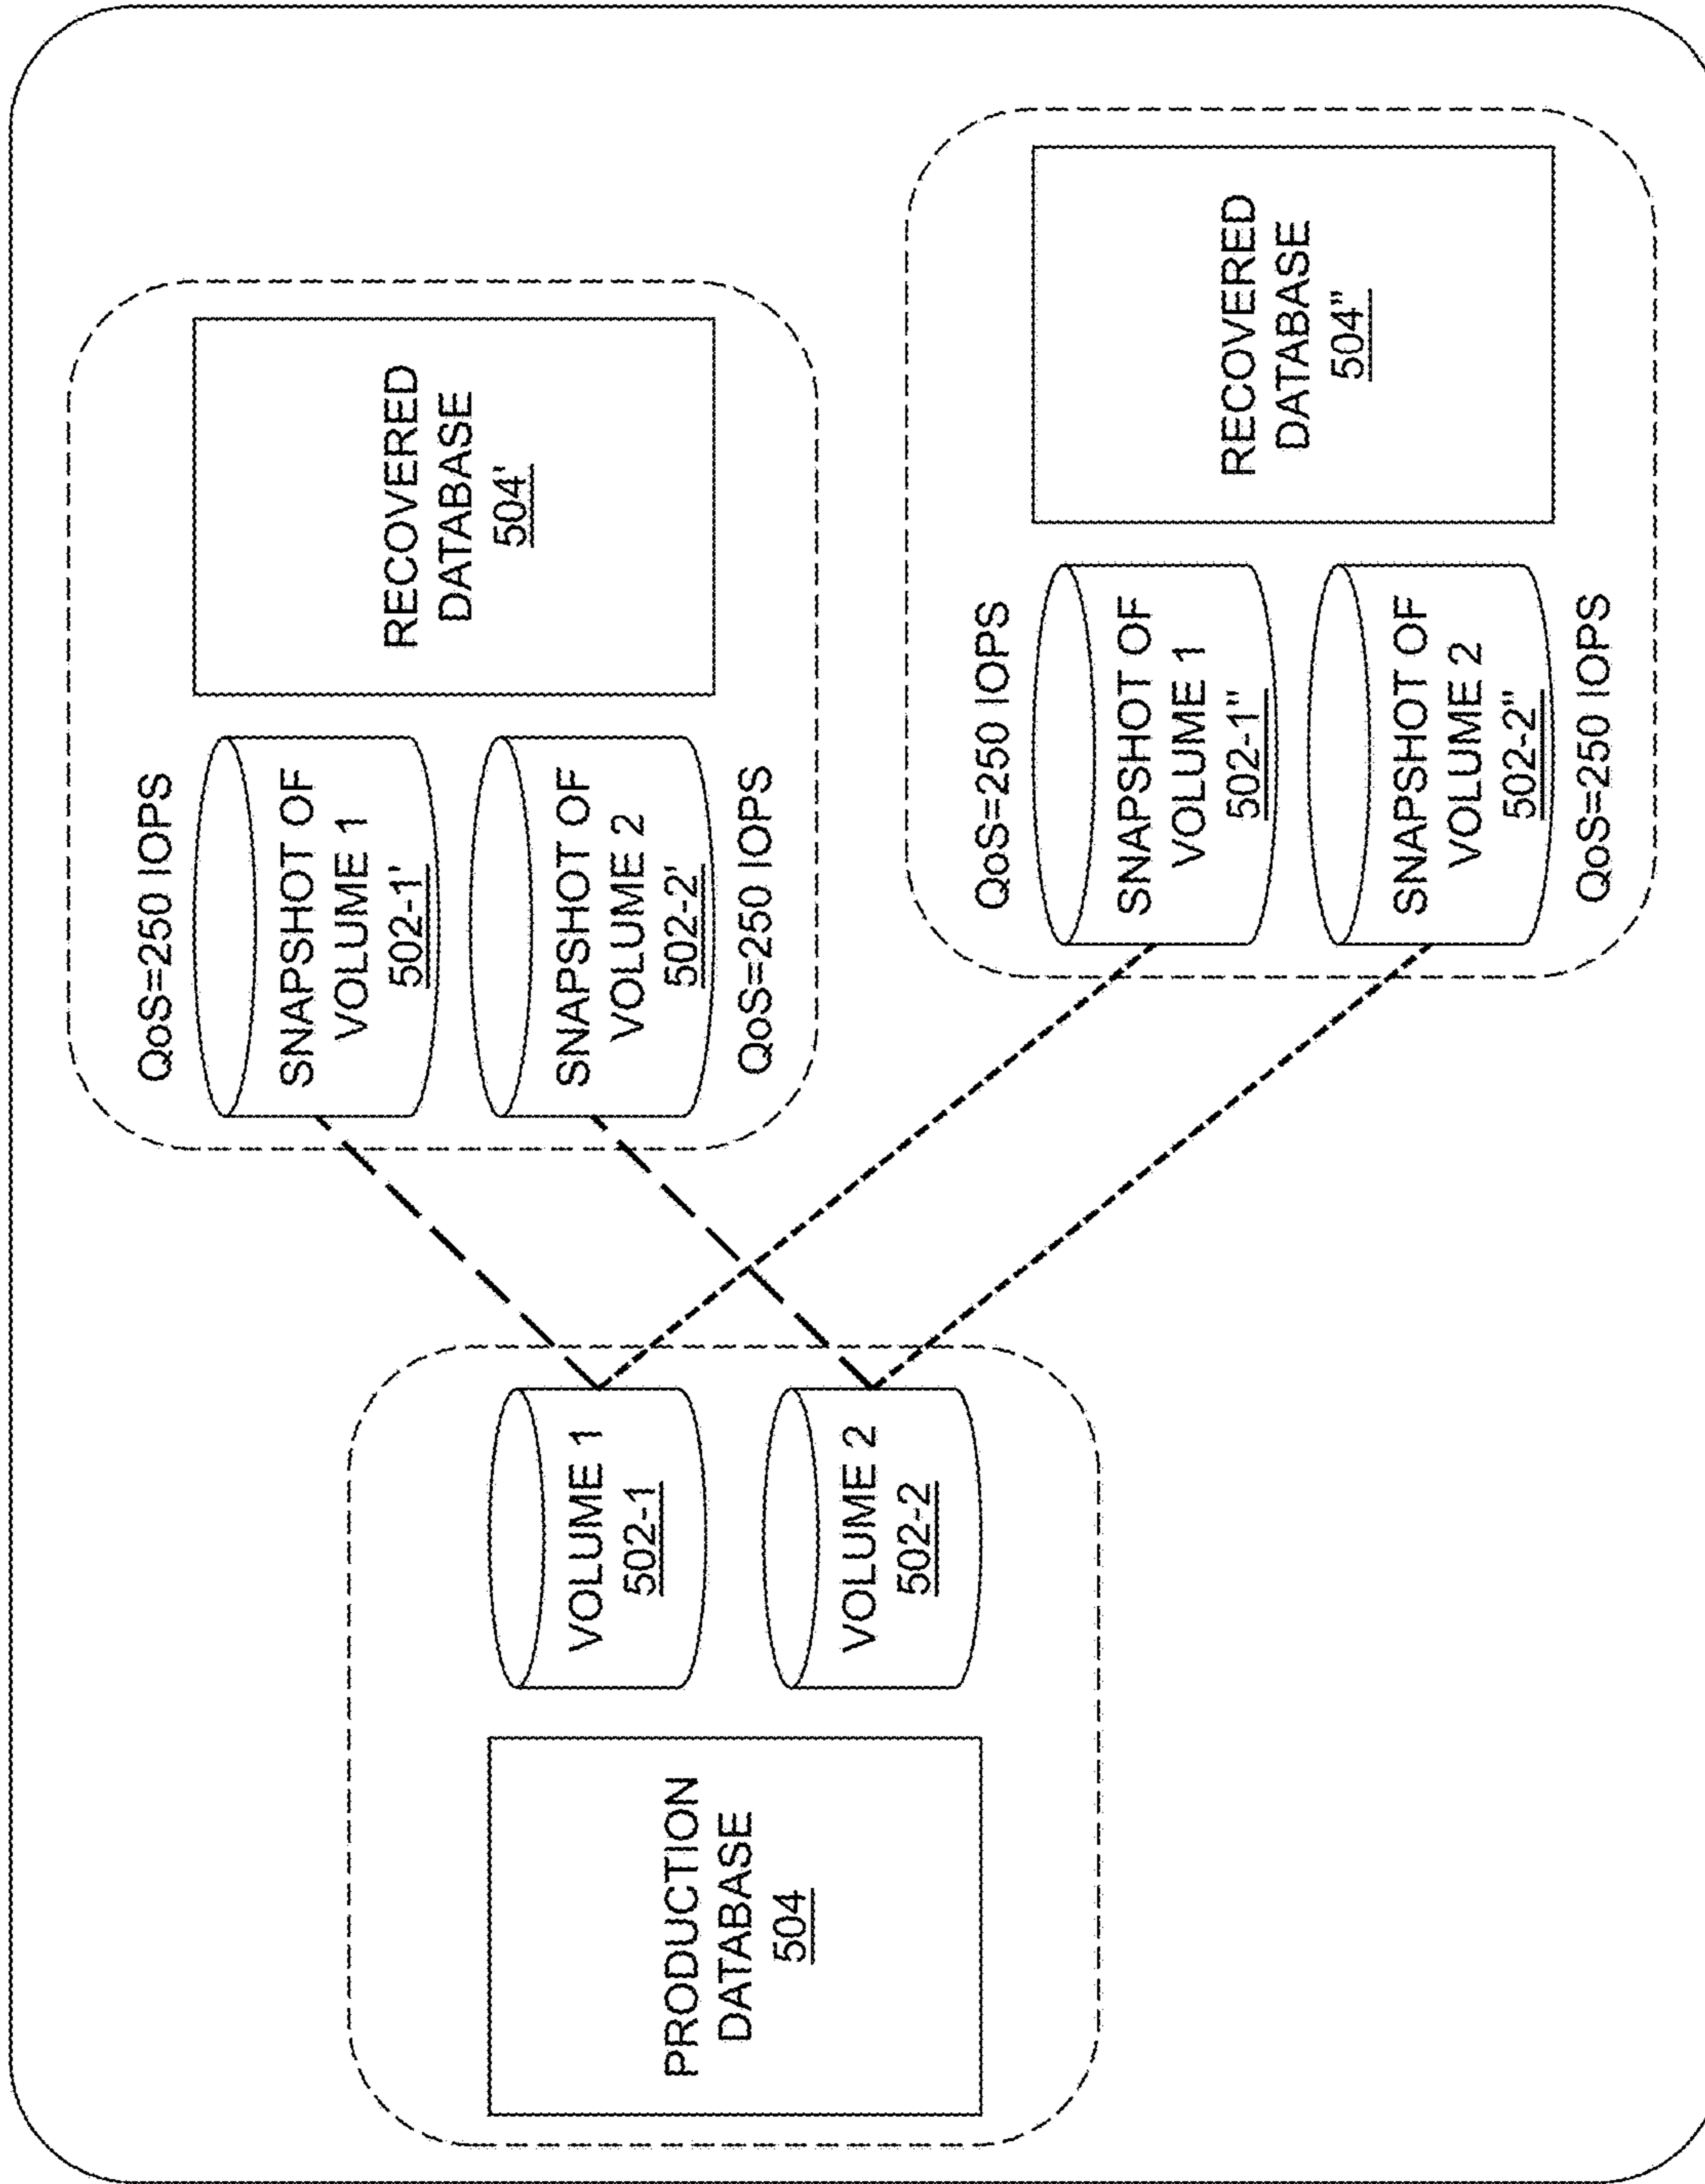 PRODUCTION
DATABASE
504
VOLUME 1
502-1
VOLUME 2
502-2
QoS=250 IOPS
SNAPSHOT OF
VOLUME 1
502-1'
SNAPSHOT OF
VOLUME 2
502-2'
QoS=250 IOPS
RECOVERED
DATABASE
504'
QoS=250 IOPS
SNAPSHOT OF
VOLUME 1
502-1"
SNAPSHOT OF
VOLUME 2
502-2"
QoS=250 IOPS
RECOVERED
DATABASE
504"